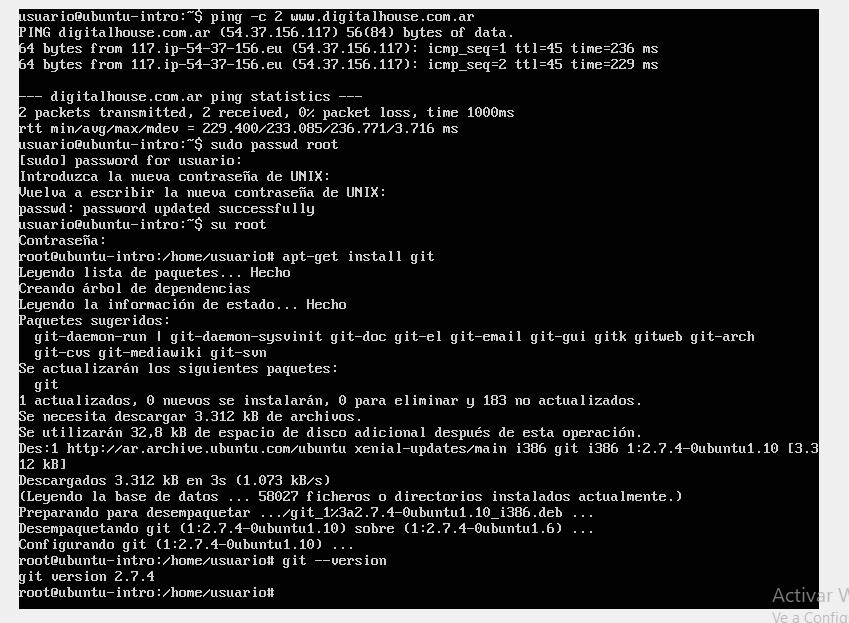 usuario@ubuntu-intro:~$ ping -c 2 www.digitalhouse.com.ar
PING digitalhouse.com.ar (54.37.156.117) 56(84) bytes of data.
64 bytes from 117.ip-54-37-156.eu (54.37.156.117): icmp_seq=1 ttl=45 time=236 ms
64 bytes from 117.ip-54-37-156.eu (54.37.156.117): icmp_seq=2 ttl=45 time=229 ms
--- digitalhouse.com.ar ping statistics ---
2 packets transmitted, 2 received, 0% packet loss, time 1000ms
rtt min/avg/max/mdev = 229.400/233.085/236.771/3.716 ms
usuario@ubuntu-intro:~$ sudo passwd root
[sudo] password for usuario:
Introduzca la nueva contraseña de UNIX:
Vuelva a escribir la nueva contraseña de UNIX:
passwd: password updated successfully
usuario@ubuntu-intro:~$ su root
Contraseña:
root@ubuntu-intro:/home/usuario# apt-get install git
Leyendo lista de paquetes... Hecho
Creando árbol de dependencias
Leyendo la información de estado... Hecho
Paquetes sugeridos:
  git-daemon-run | git-daemon-sysvinit git-doc git-el git-email git-gui gitk gitweb git-arch
  git-cvs git-mediawiki git-svn
Se actualizarán los siguientes paquetes:
  git
1 actualizados, 0 nuevos se instalarán, 0 para eliminar y 183 no actualizados.
Se necesita descargar 3.312 kB de archivos.
Se utilizarán 32,8 kB de espacio de disco adicional después de esta operación.
Des:1 http://ar.archive.ubuntu.com/ubuntu xenial-updates/main i386 git i386 1:2.7.4-0ubuntu1.10 [3.3
12 kB]
Descargados 3.312 kB en 3s (1.073 kB/s)
(Leyendo la base de datos ... 58027 ficheros o directorios instalados actualmente.)
Preparando para desempaquetar .../git_1%3a2.7.4-0ubuntu1.10_i386.deb ...
Desempaquetando git (1:2.7.4-0ubuntu1.10) sobre (1:2.7.4-0ubuntu1.6) ...
Configurando git (1:2.7.4-0ubuntu1.10) ...
root@ubuntu-intro:/home/usuario# git --version
git version 2.7.4
root@ubuntu-intro:/home/usuario#
Activar W
Ve a Config